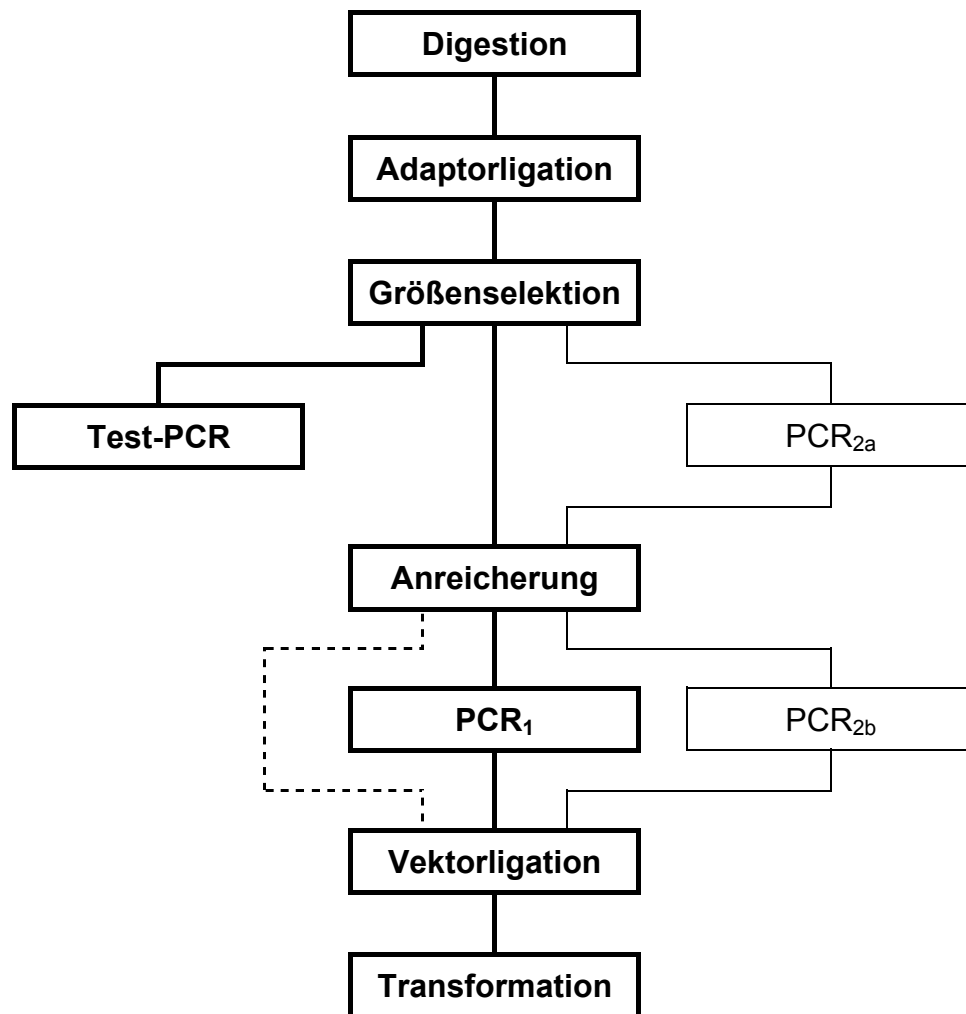 Digestion
Adaptorligation
Größenselektion
Test-PCR
PCR2a
Anreicherung
PCR1
PCR2b
Vektorligation
Transformation